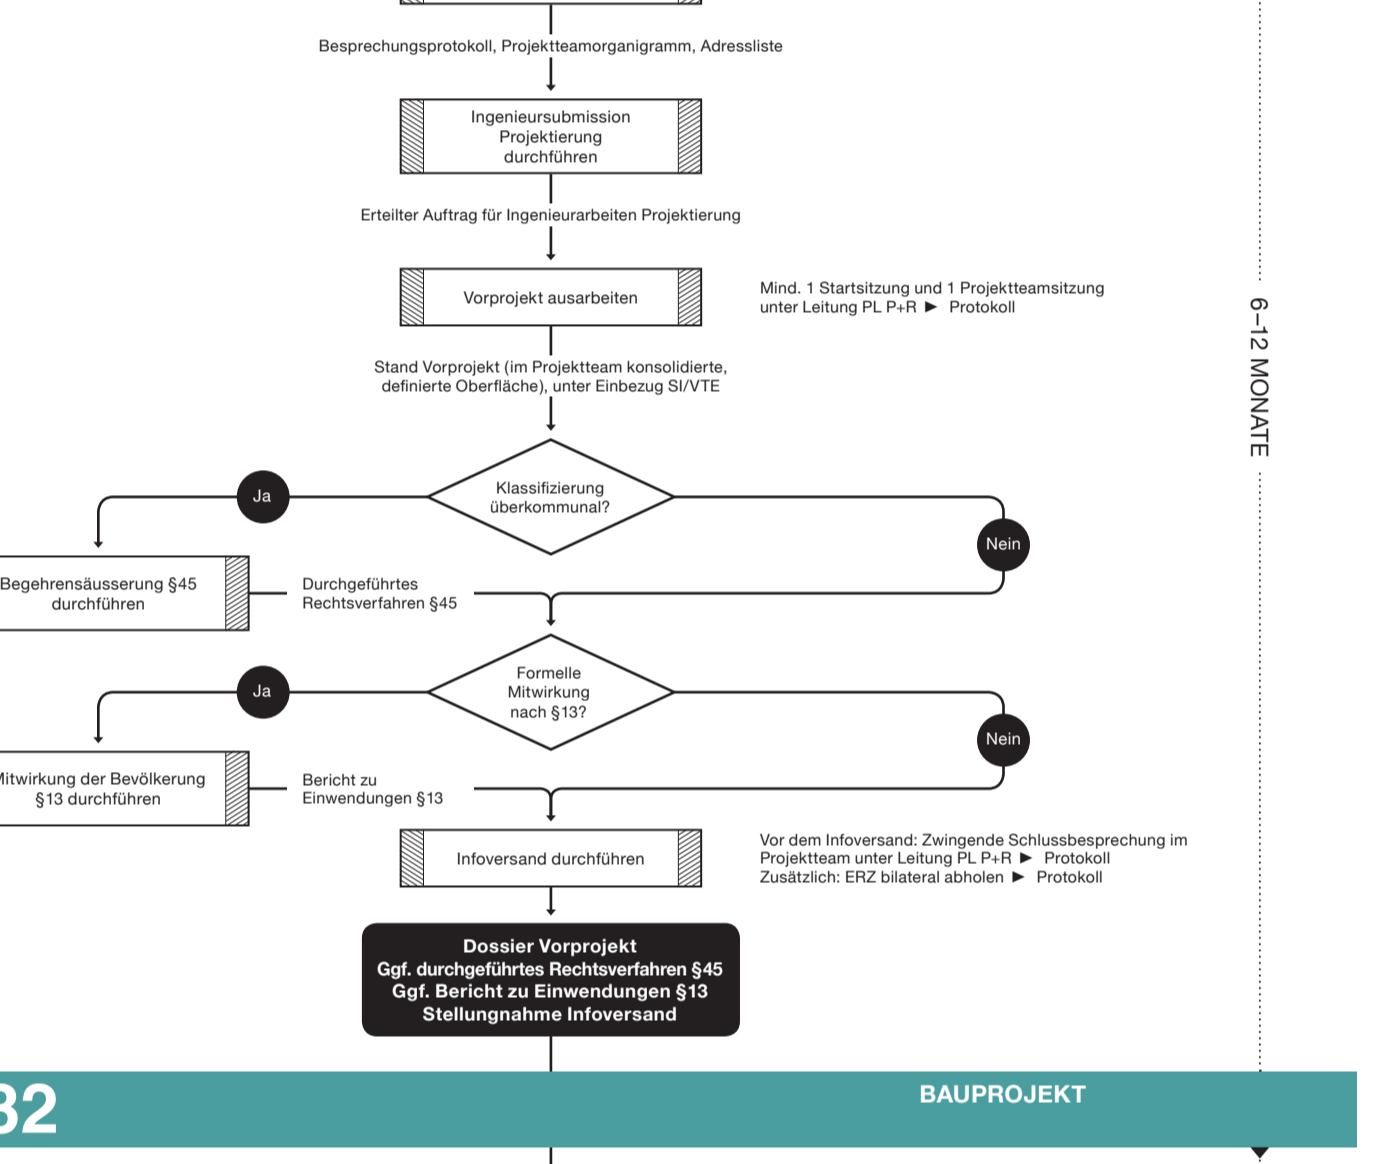 Besprechungsprotokoll, Projektteamorganigramm, Adressliste
Ingenieursubmission
Projektierung
durchführen
Erteilter Auftrag für Ingenieurarbeiten Projektierung
Vorprojekt ausarbeiten
Mind. 1 Startsitzung und 1 Projektteamsitzung
unter Leitung PL P+R ► Protokoll
6–12 MONATE
Stand Vorprojekt (im Projektteam konsolidierte,
definierte Oberfläche), unter Einbezug SI/VTE
Klassifizierung
überkommunal?
Ja
Nein
Begehrensäusserung §45
durchführen
Durchgeführtes
Rechtsverfahren §45
Formelle
Mitwirkung
nach §13?
Ja
Nein
Mitwirkung der Bevölkerung
§13 durchführen
Bericht zu
Einwendungen §13
Infoversand durchführen
Vor dem Infoversand: Zwingende Schlussbesprechung im
Projektteam unter Leitung PL P+R ► Protokoll
Zusätzlich: ERZ bilateral abholen ► Protokoll
Dossier Vorprojekt
Ggf. durchgeführtes Rechtsverfahren §45
Ggf. Bericht zu Einwendungen §13
Stellungnahme Infoversand
32
BAUPROJEKT